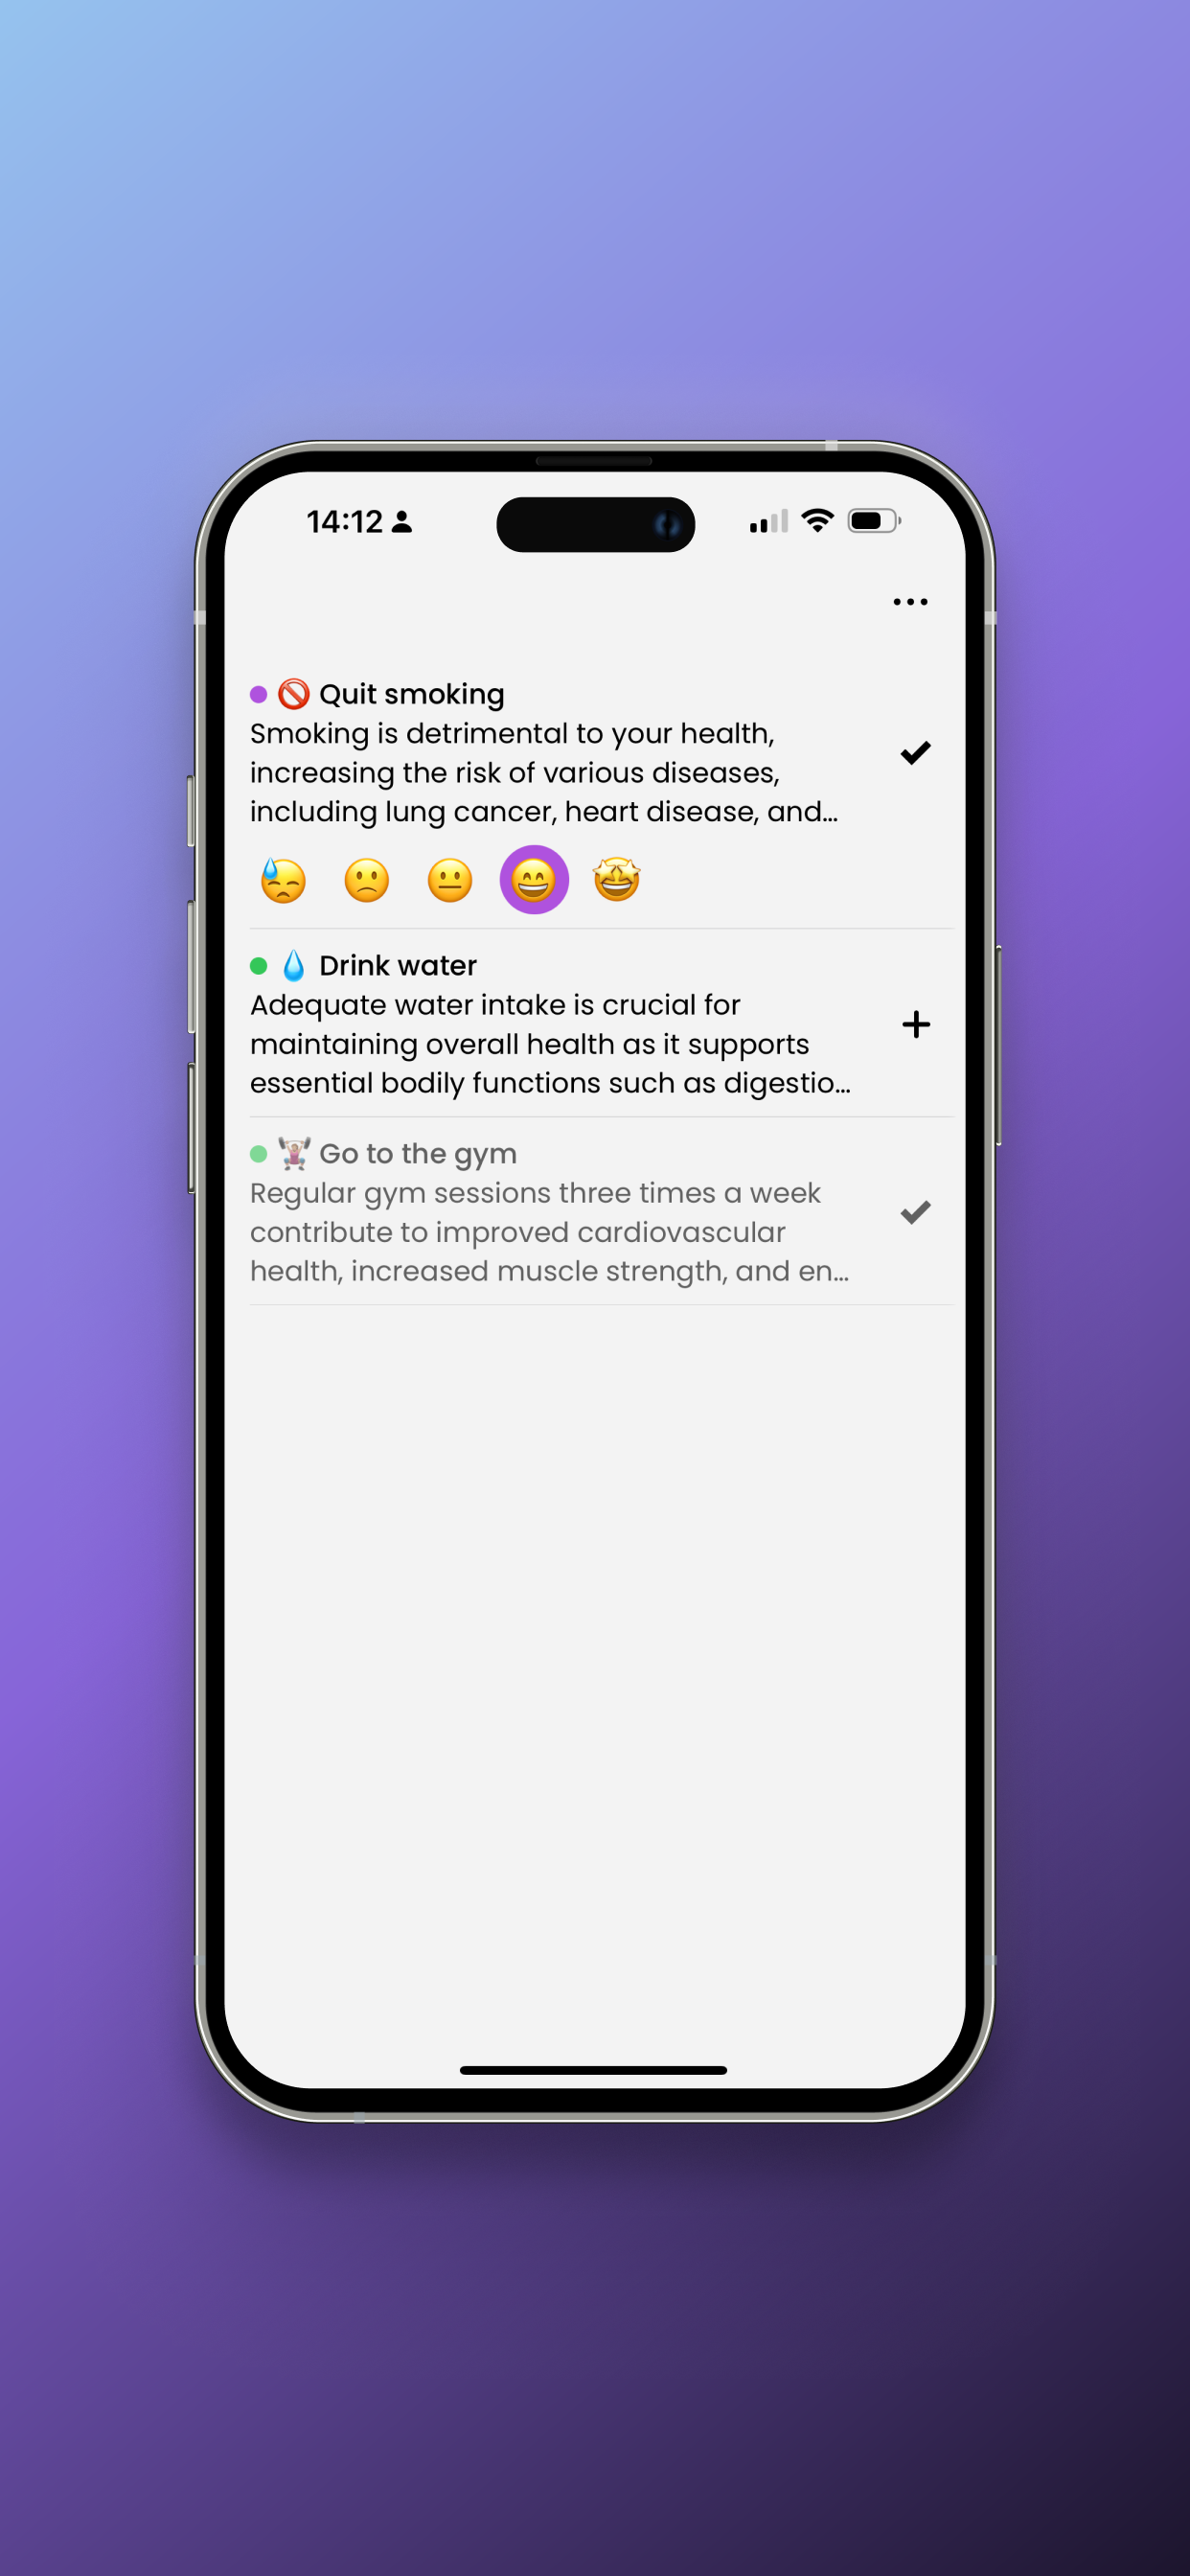 14:12
Quit smoking
Smoking is detrimental to your health,
increasing the risk of various diseases,
including lung cancer, heart disease, and...
Drink water
Adequate water intake is crucial for
maintaining overall health as it supports
essential bodily functions such as digestio...
Go to the gym
Regular gym sessions three times a week
contribute to improved cardiovascular
health, increased muscle strength, and en...